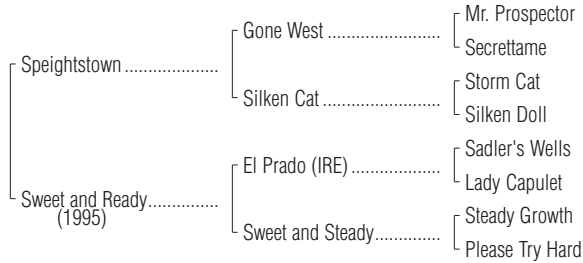 Mr. Prospector
Gone West
Secrettame
Speightstown
Storm Cat
Silken Cat
Silken Doll
Sadler's Wells
El Prado (IRE)
Lady Capulet
Sweet and Ready
(1995)
Steady Growth
Sweet and Steady
Please Try Hard